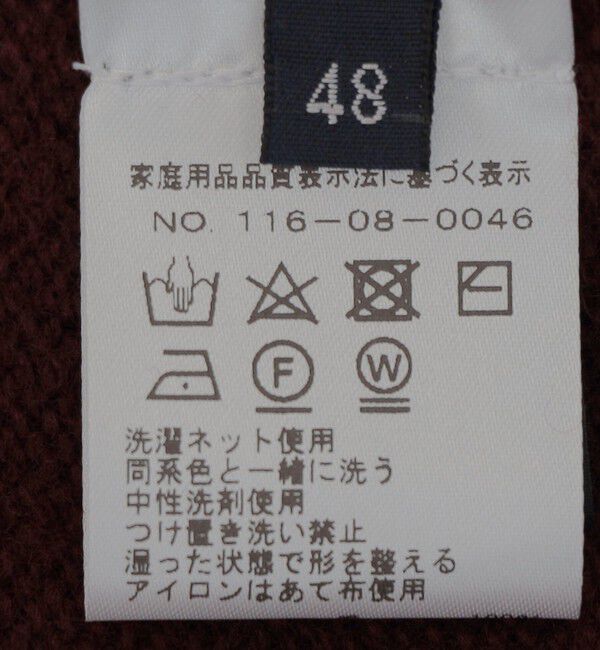 48
家庭用品品質表示法に基づく表示
NO. 116-08-0046
F
W
洗濯ネット使用
同系色と一緒に洗う
中性洗剤使用
つけ置き洗い禁止
湿った状態で形を整える
アイロンはあて布使用